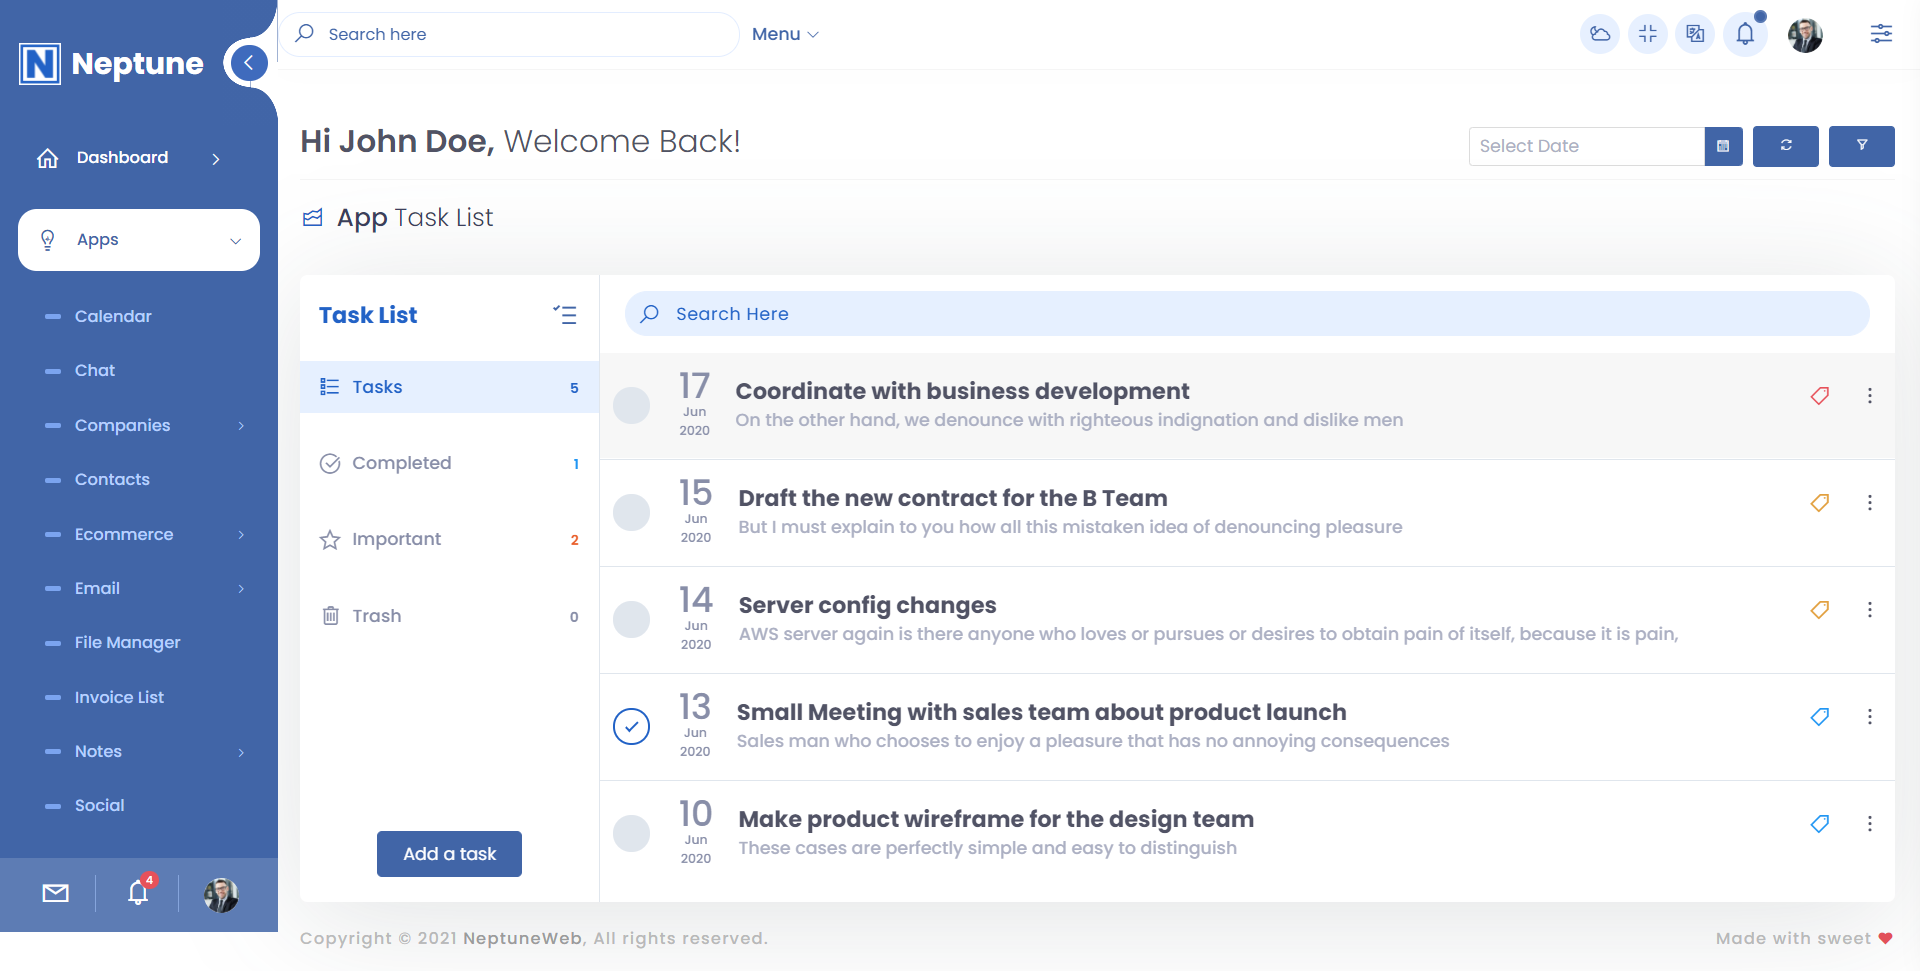 Neptune
Search here
Menu
Dashboard
Apps
Calendar
Chat
Companies
Contacts
Ecommerce
Email
File Manager
Invoice List
Notes
Social
4
Hi John Doe, Welcome Back!
Select Date
App Task List
Task List
Tasks 5
Completed 1
Important 2
Trash 0
Add a task
Search Here
17
Jun
2020
Coordinate with business development
On the other hand, we denounce with righteous indignation and dislike men
15
Jun
2020
Draft the new contract for the B Team
But I must explain to you how all this mistaken idea of denouncing pleasure
14
Jun
2020
Server config changes
AWS server again is there anyone who loves or pursues or desires to obtain pain of itself, because it is pain,
13
Jun
2020
Small Meeting with sales team about product launch
Sales man who chooses to enjoy a pleasure that has no annoying consequences
10
Jun
2020
Make product wireframe for the design team
These cases are perfectly simple and easy to distinguish
Copyright © 2021 NeptuneWeb, All rights reserved.
Made with sweet